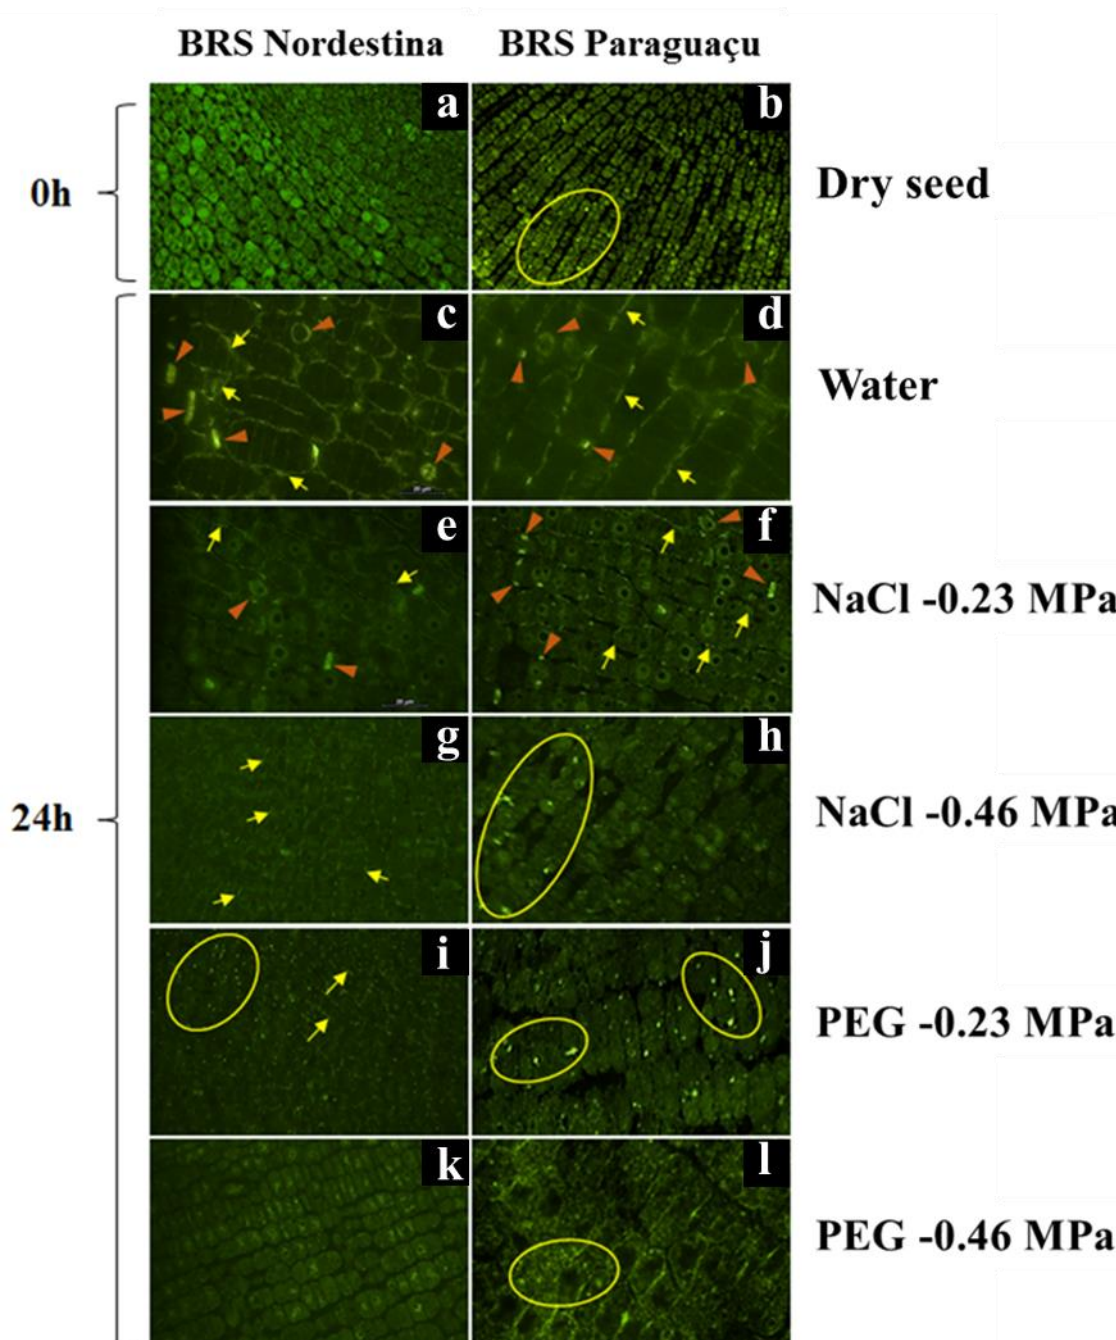 BRS Nordestina BRS Paraguaçu
a b
0h Dry seed
c d
Water
e f
NaCl -0.23 MPa
g h
24h NaCl -0.46 MPa
i j
PEG -0.23 MPa
k l
PEG -0.46 MPa